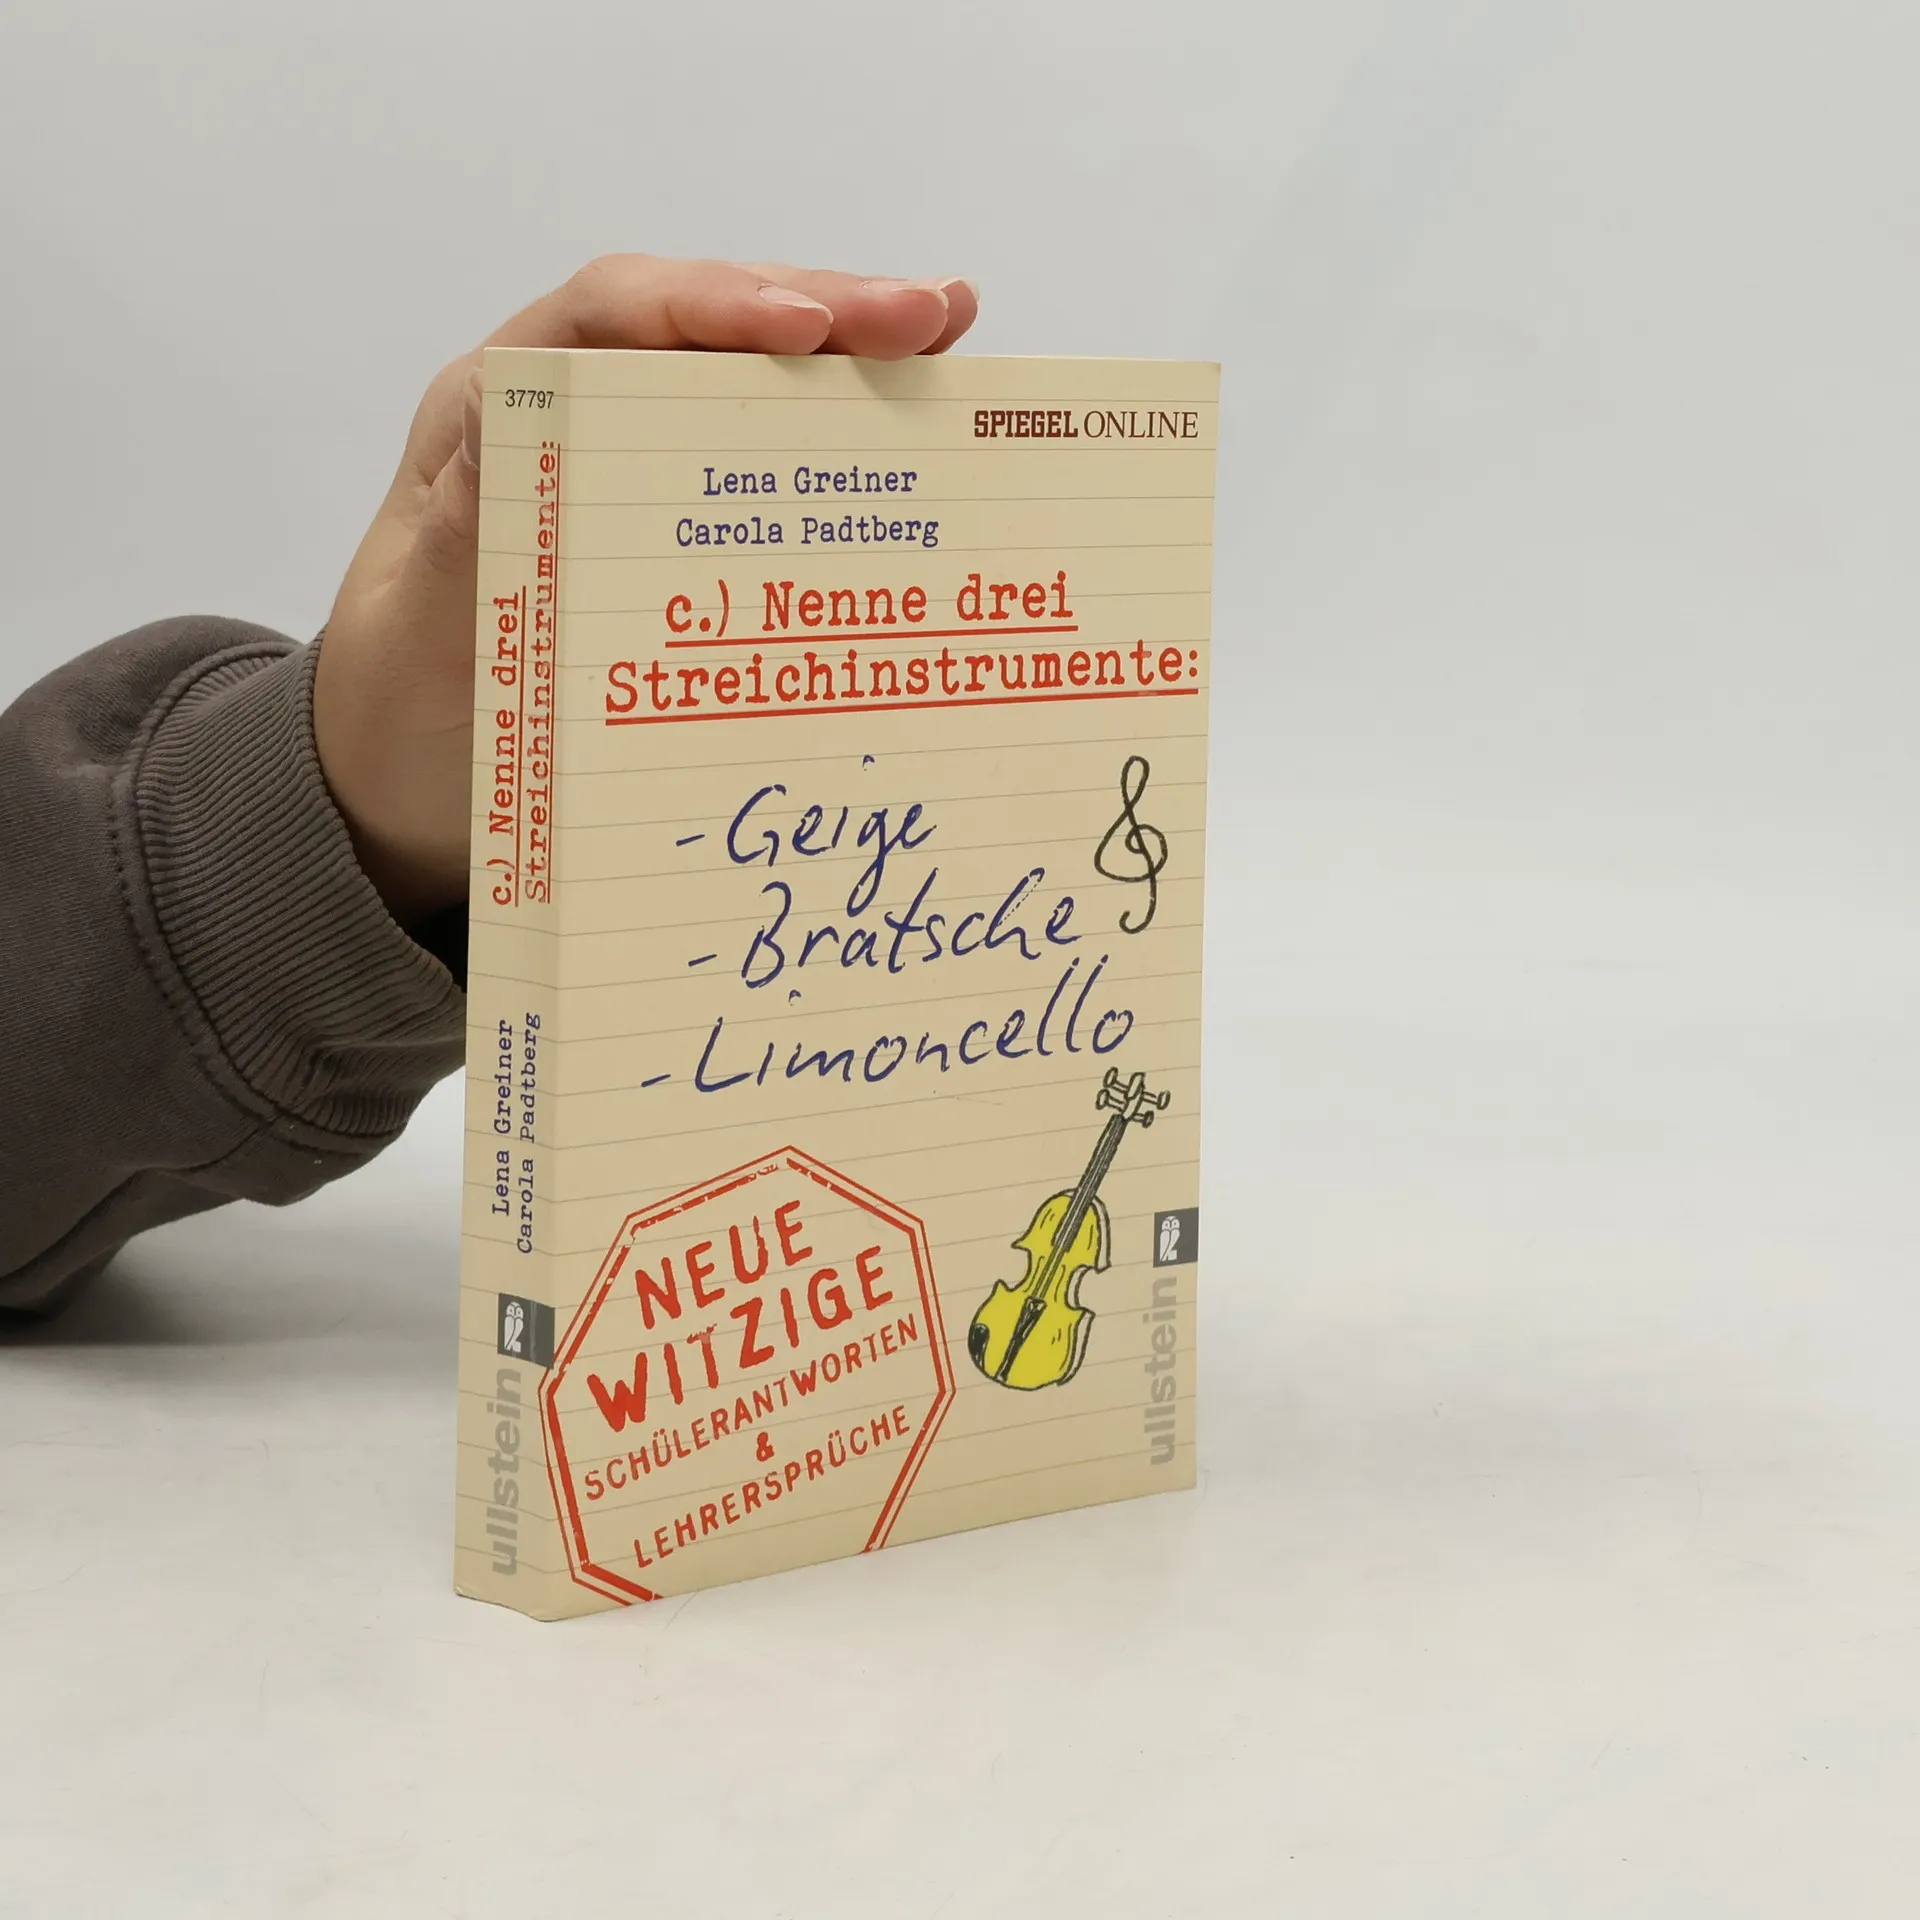 37797
c.) Nenne drei
Streichinstrumente:
Lena Greiner
Carola Padtberg
ullstein
SPIEGEL ONLINE
Lena Greiner
Carola Padtberg
c.) Nenne drei
Streichinstrumente:
- Geige
- Bratsche
- Limoncello
NEUE
WITZIGE
SCHÜLERANTWORTEN
&
LEHRERSPRÜCHE
ullstein